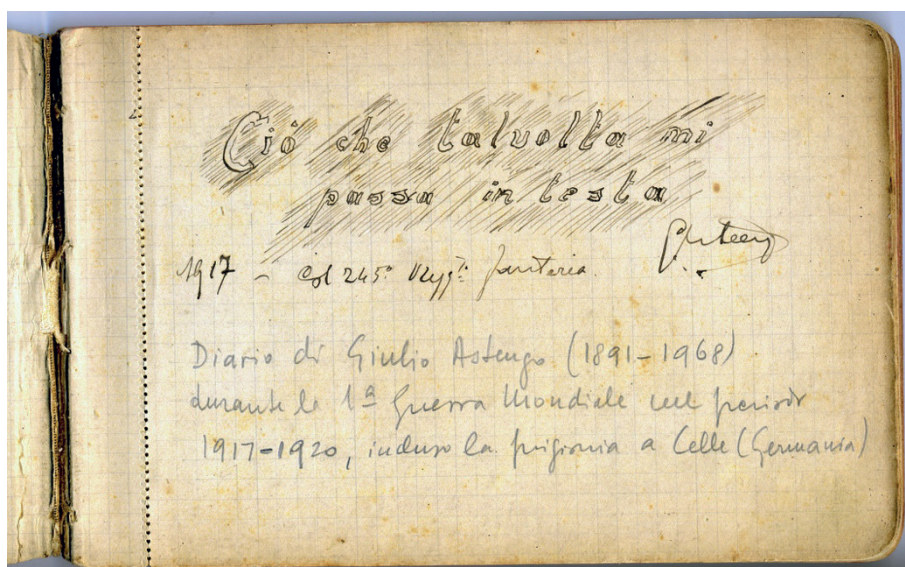 Ció che talvolta mi
passa in testa
1917 - Col 245° Regg.to fanteria
Diario di Giulio Astengo (1891-1968)
durante la 1ª Guerra Mondiale nel periodo
1917-1920, incluso la prigionia a Celle (Germania)